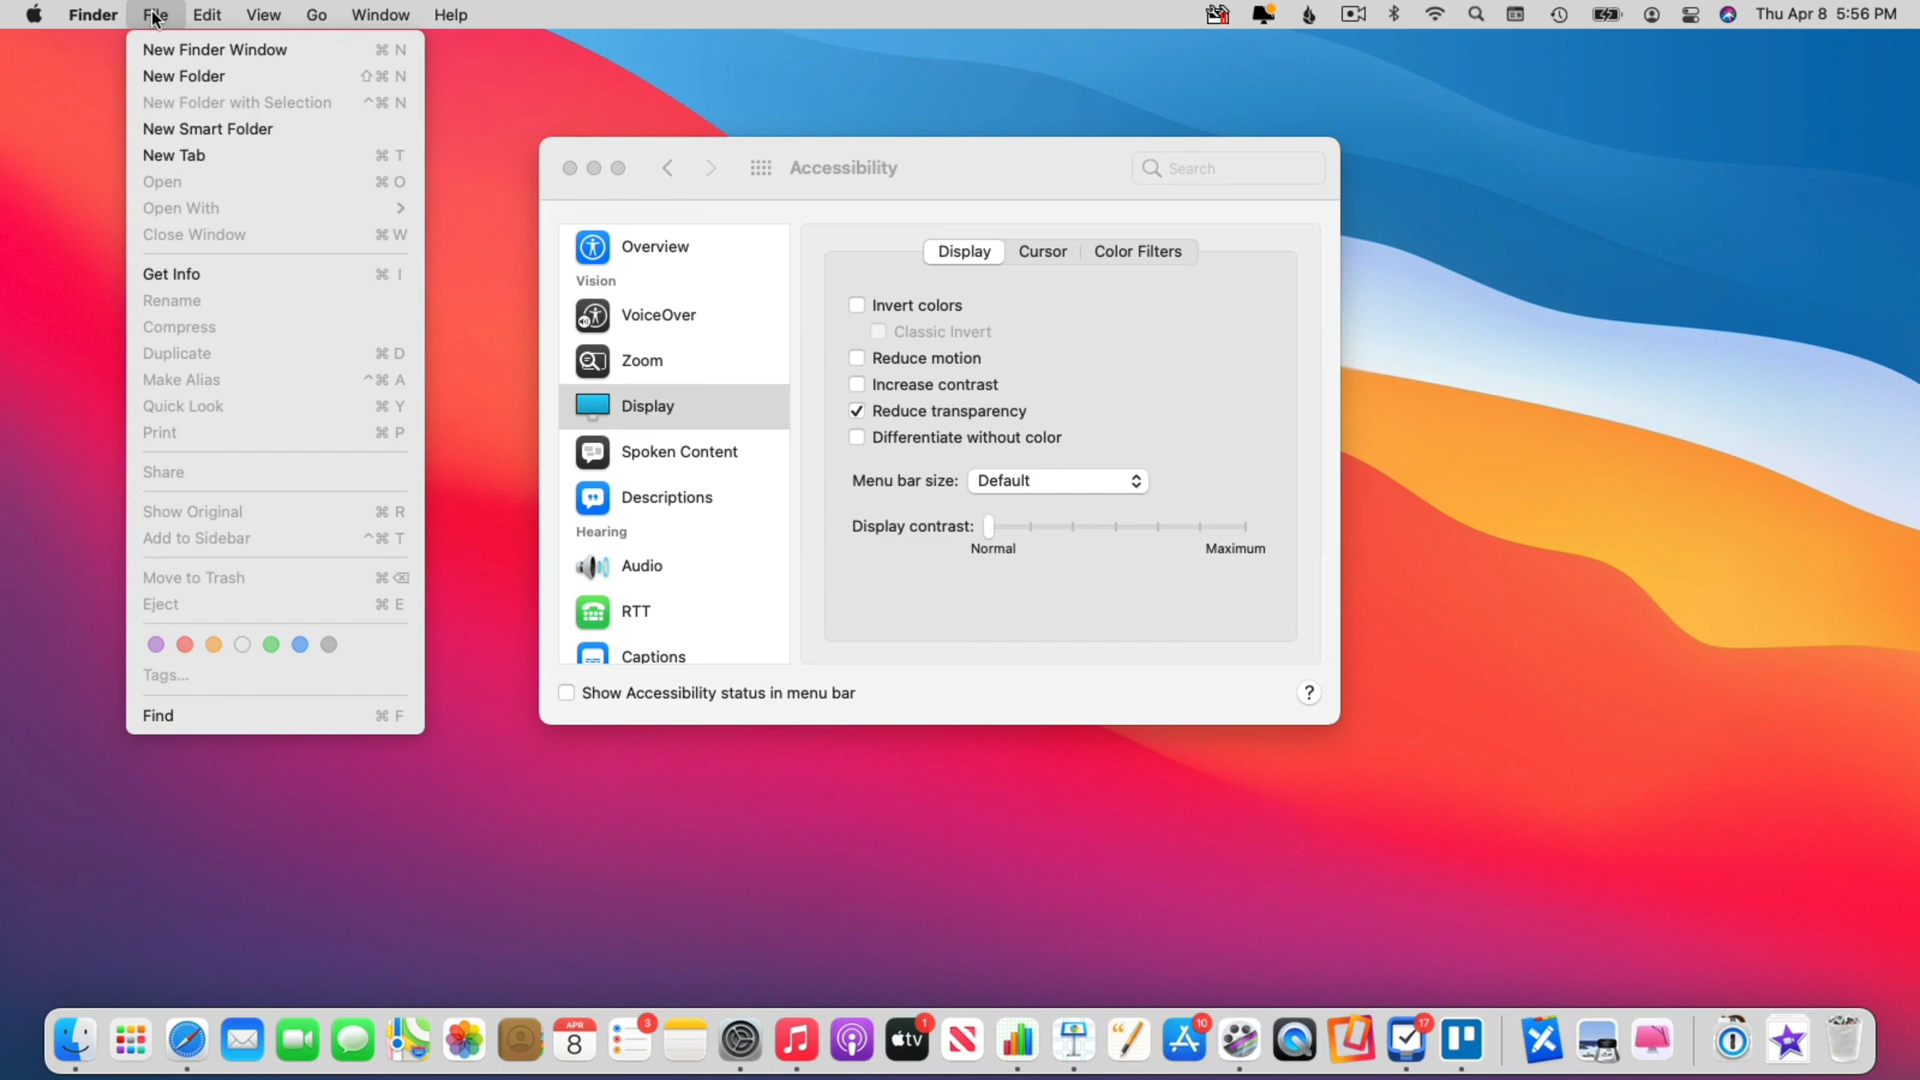 Finder File Edit View Go Window Help Thu Apr 8 5:56 PM
New Finder Window ⌘ N
New Folder ⇧⌘ N
New Folder with Selection ^⌘ N
New Smart Folder
New Tab ⌘ T
Open ⌘ O
Open With >
Close Window ⌘ W
Get Info ⌘ I
Rename
Compress
Duplicate ⌘ D
Make Alias ^⌘ A
Quick Look ⌘ Y
Print ⌘ P
Share
Show Original ⌘ R
Add to Sidebar ^⌘ T
Move to Trash ⌘⌫
Eject ⌘ E
Tags...
Find ⌘ F
Accessibility
Search
Overview
Vision
VoiceOver
Zoom
Display
Spoken Content
Descriptions
Hearing
Audio
RTT
Captions
Display Cursor Color Filters
Invert colors
Classic Invert
Reduce motion
Increase contrast
Reduce transparency
Differentiate without color
Menu bar size: Default
Display contrast:
Normal Maximum
Show Accessibility status in menu bar
?
APR
8
3
tv
1
10
17